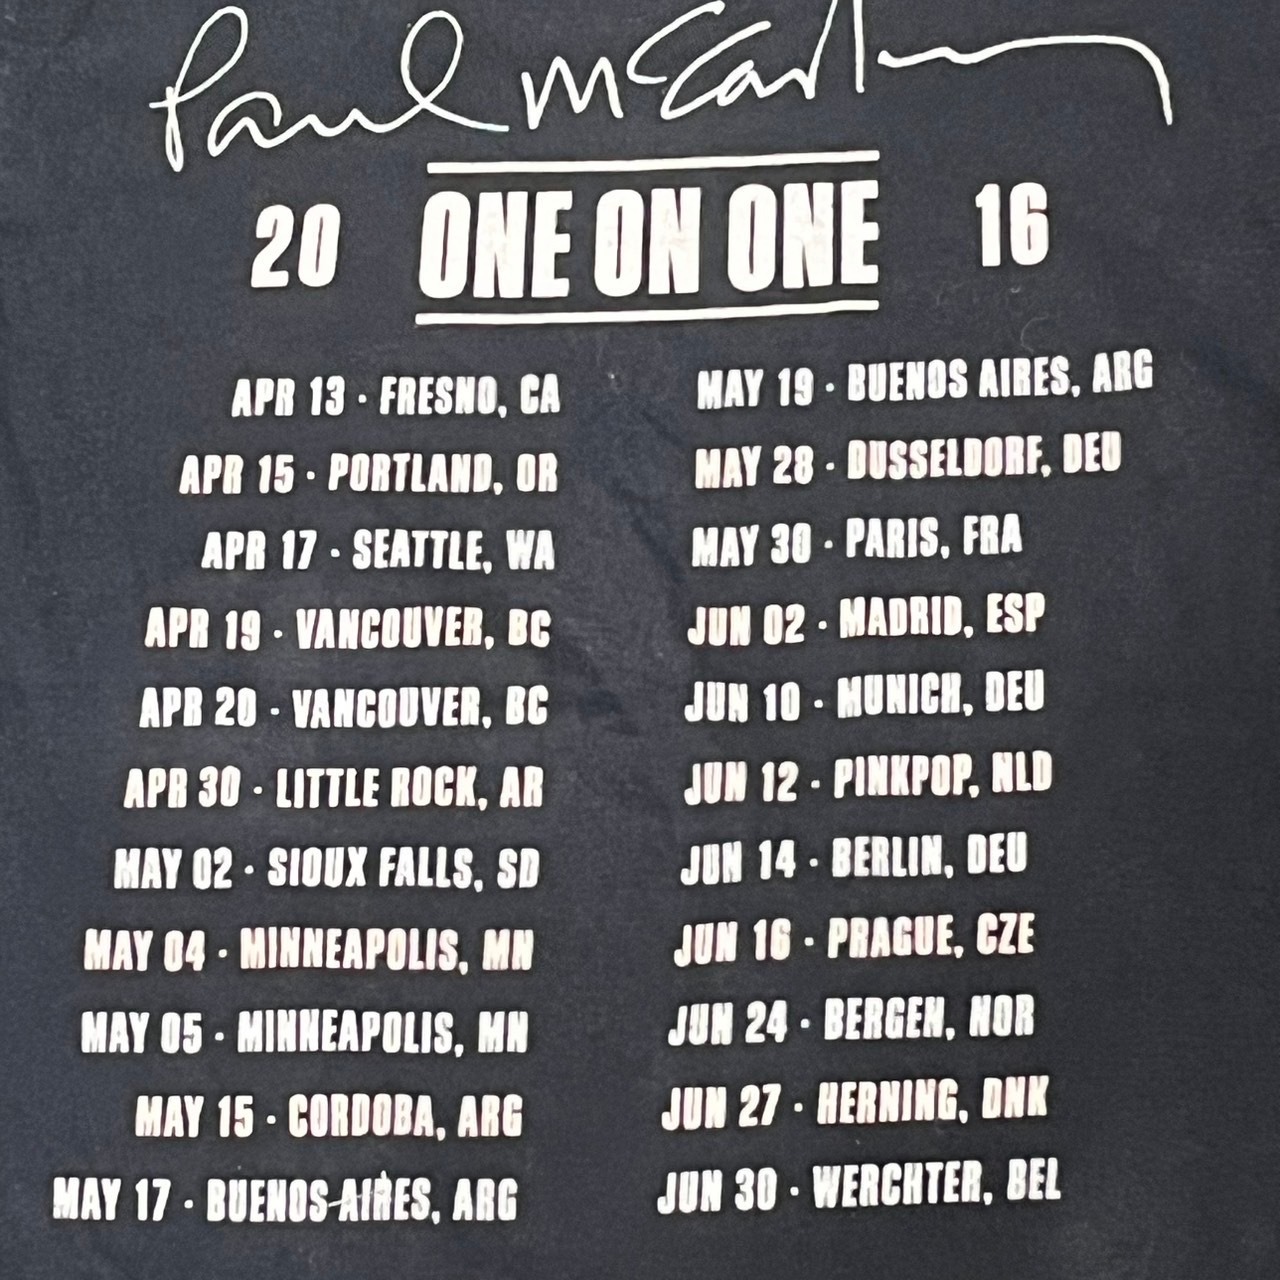 Paul McCartney
20 ONE ON ONE 16
APR 13 · FRESNO, CA
APR 15 · PORTLAND, OR
APR 17 · SEATTLE, WA
APR 19 · VANCOUVER, BC
APR 20 · VANCOUVER, BC
APR 30 · LITTLE ROCK, AR
MAY 02 · SIOUX FALLS, SD
MAY 04 · MINNEAPOLIS, MN
MAY 05 · MINNEAPOLIS, MN
MAY 15 · CORDOBA, ARG
MAY 17 · BUENOS AIRES, ARG
MAY 19 · BUENOS AIRES, ARG
MAY 28 · DUSSELDORF, DEU
MAY 30 · PARIS, FRA
JUN 02 · MADRID, ESP
JUN 10 · MUNICH, DEU
JUN 12 · PINKPOP, NLD
JUN 14 · BERLIN, DEU
JUN 16 · PRAGUE, CZE
JUN 24 · BERGEN, NOR
JUN 27 · HERNING, DNK
JUN 30 · WERCHTER, BEL